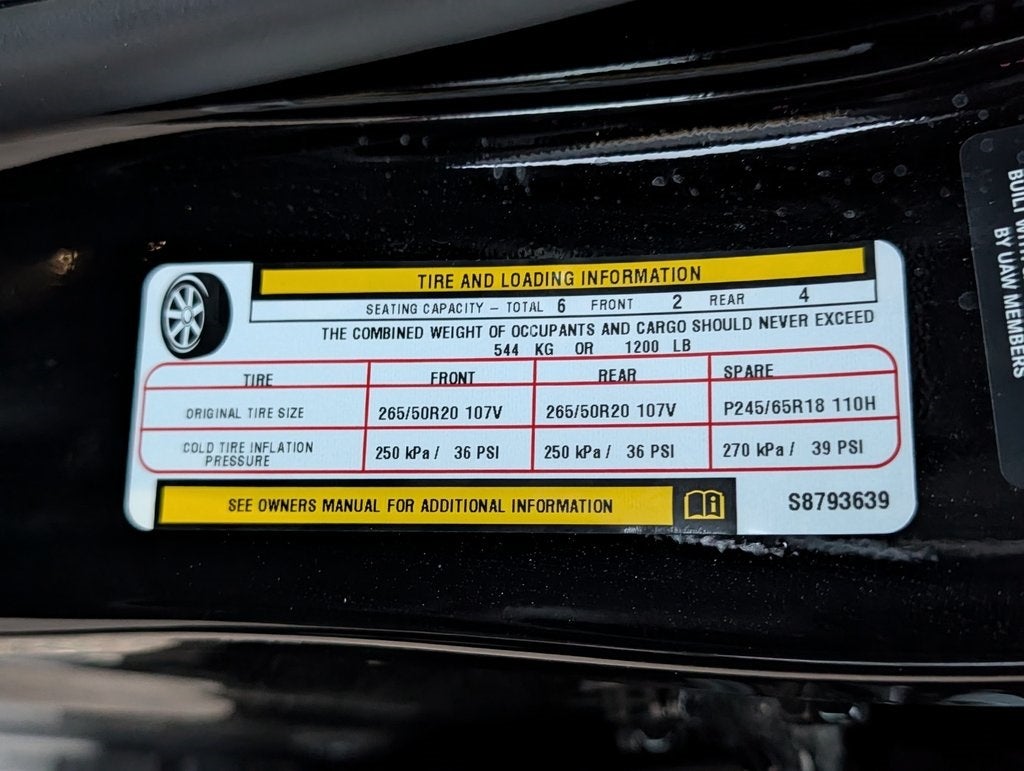 TIRE AND LOADING INFORMATION
SEATING CAPACITY – TOTAL 6 FRONT 2 REAR 4
THE COMBINED WEIGHT OF OCCUPANTS AND CARGO SHOULD NEVER EXCEED
544 KG OR 1200 LB
TIRE FRONT REAR SPARE
ORIGINAL TIRE SIZE 265/50R20 107V 265/50R20 107V P245/65R18 110H
COLD TIRE INFLATION PRESSURE 250 kPa / 36 PSI 250 kPa / 36 PSI 270 kPa / 39 PSI
SEE OWNERS MANUAL FOR ADDITIONAL INFORMATION
S8793639
BUILT
BY UAW MEMBERS